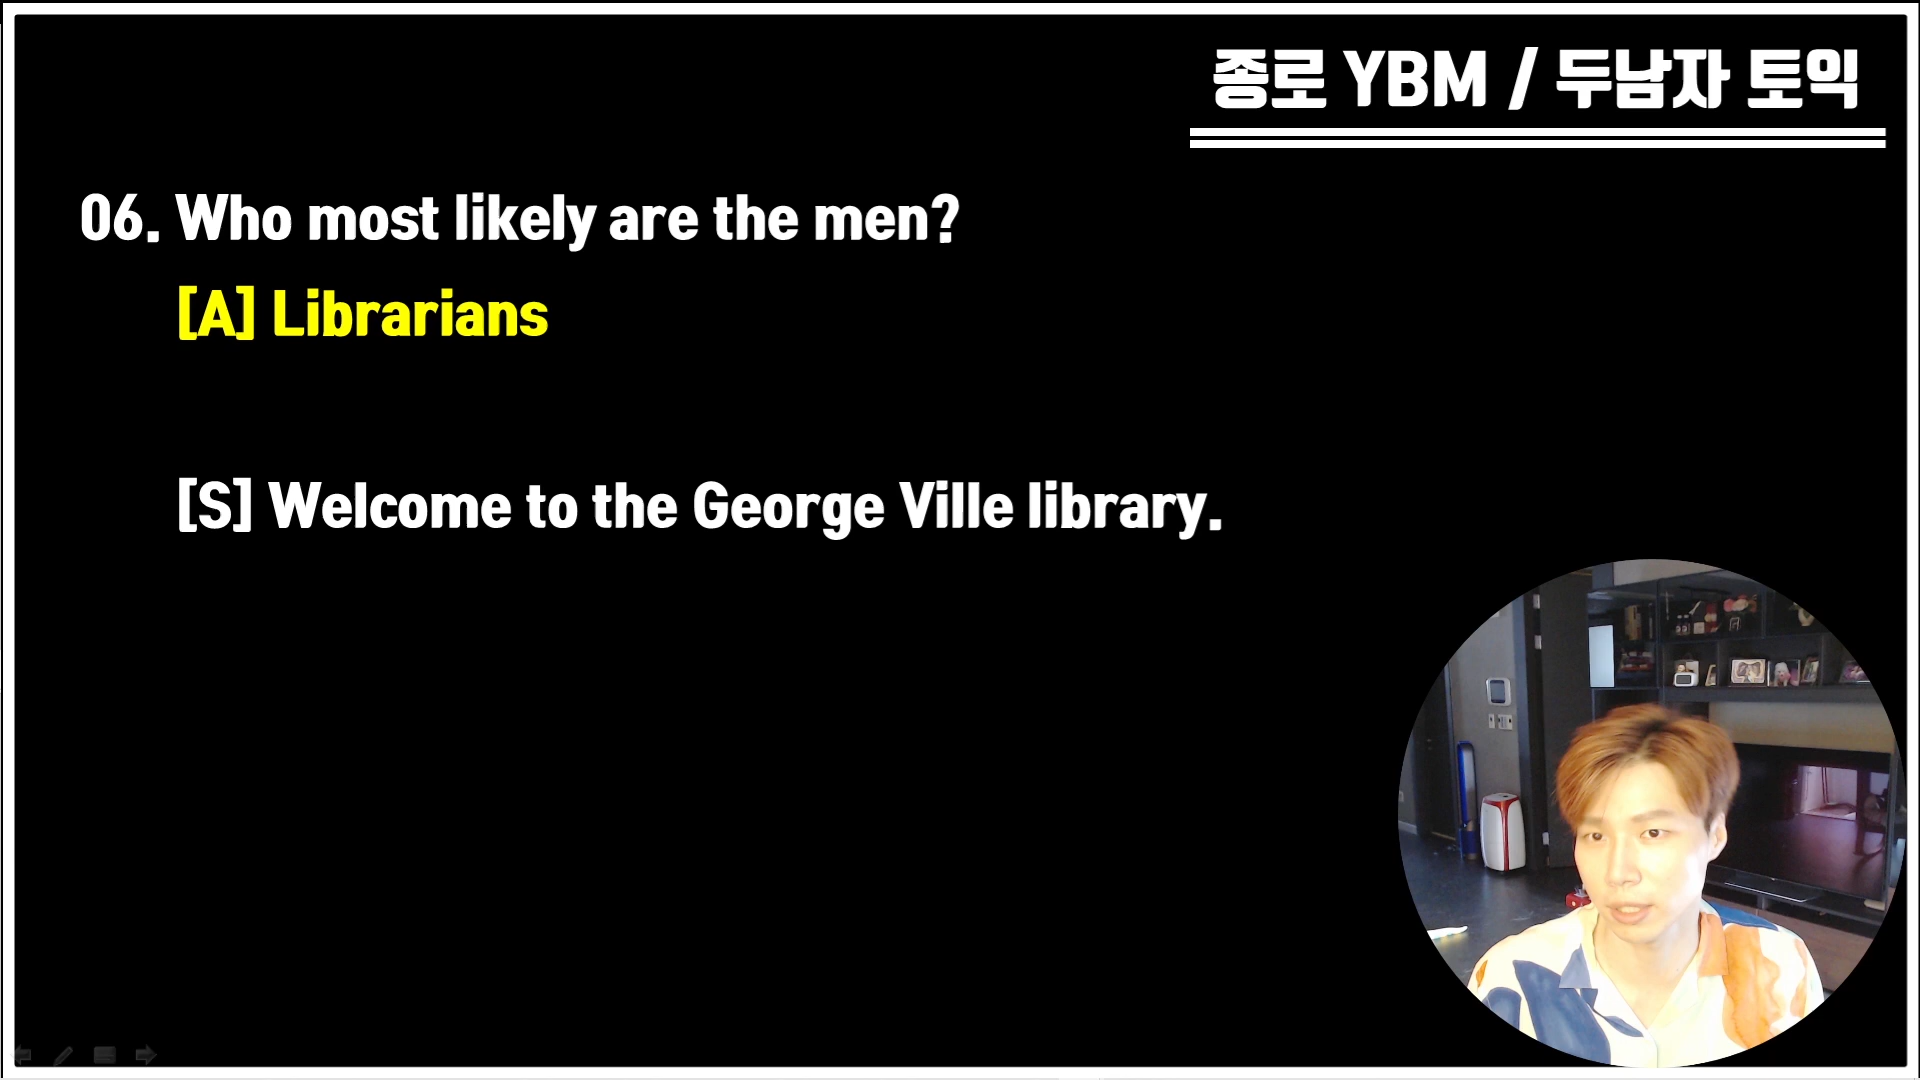 종로 YBM / 두남자 토익
06. Who most likely are the men?
[A] Librarians
[S] Welcome to the George Ville library.